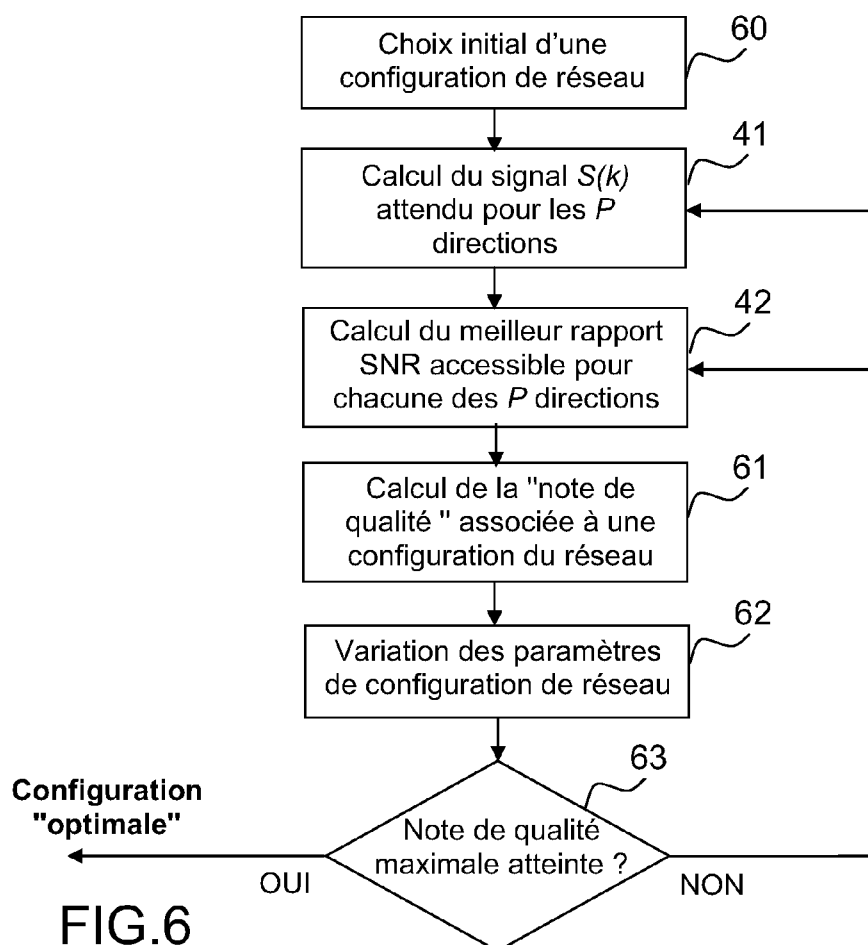 60
Choix initial d'une
configuration de réseau
41
Calcul du signal S(k)
attendu pour les P
directions
42
Calcul du meilleur rapport
SNR accessible pour
chacune des P directions
61
Calcul de la "note de
qualité " associée à une
configuration du réseau
62
Variation des paramètres
de configuration de réseau
63
Configuration
"optimale"
Note de qualité
maximale atteinte ?
OUI
NON
FIG.6